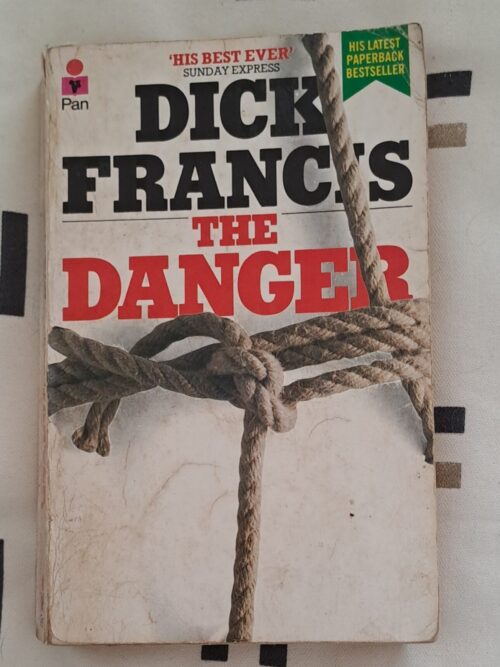 'HIS BEST EVER'
SUNDAY EXPRESS
HIS LATEST
PAPERBACK
BESTSELLER
Pan
DICK
FRANCIS
THE
DANGER